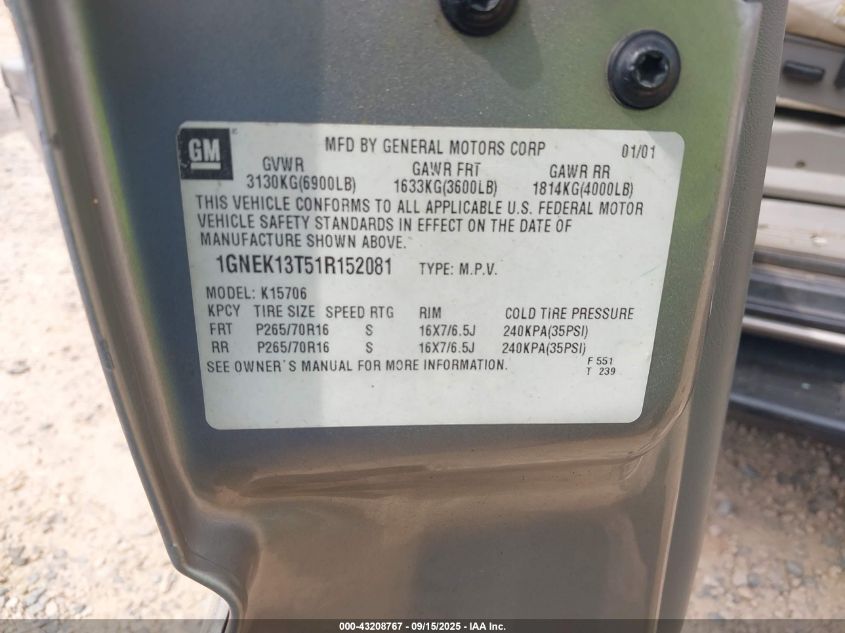 GM
MFD BY GENERAL MOTORS CORP 01/01
GVWR GAWR FRT GAWR RR
3130KG(6900LB) 1633KG(3600LB) 1814KG(4000LB)
THIS VEHICLE CONFORMS TO ALL APPLICABLE U.S. FEDERAL MOTOR
VEHICLE SAFETY STANDARDS IN EFFECT ON THE DATE OF
MANUFACTURE SHOWN ABOVE.
1GNEK13T51R152081 TYPE: M.P.V.
MODEL: K15706
KPCY TIRE SIZE SPEED RTG RIM COLD TIRE PRESSURE
FRT P265/70R16 S 16X7/6.5J 240KPA(35PSI)
RR P265/70R16 S 16X7/6.5J 240KPA(35PSI)
SEE OWNER'S MANUAL FOR MORE INFORMATION.
F 551
T 239
000-43208767 - 09/15/2025 - IAA Inc.